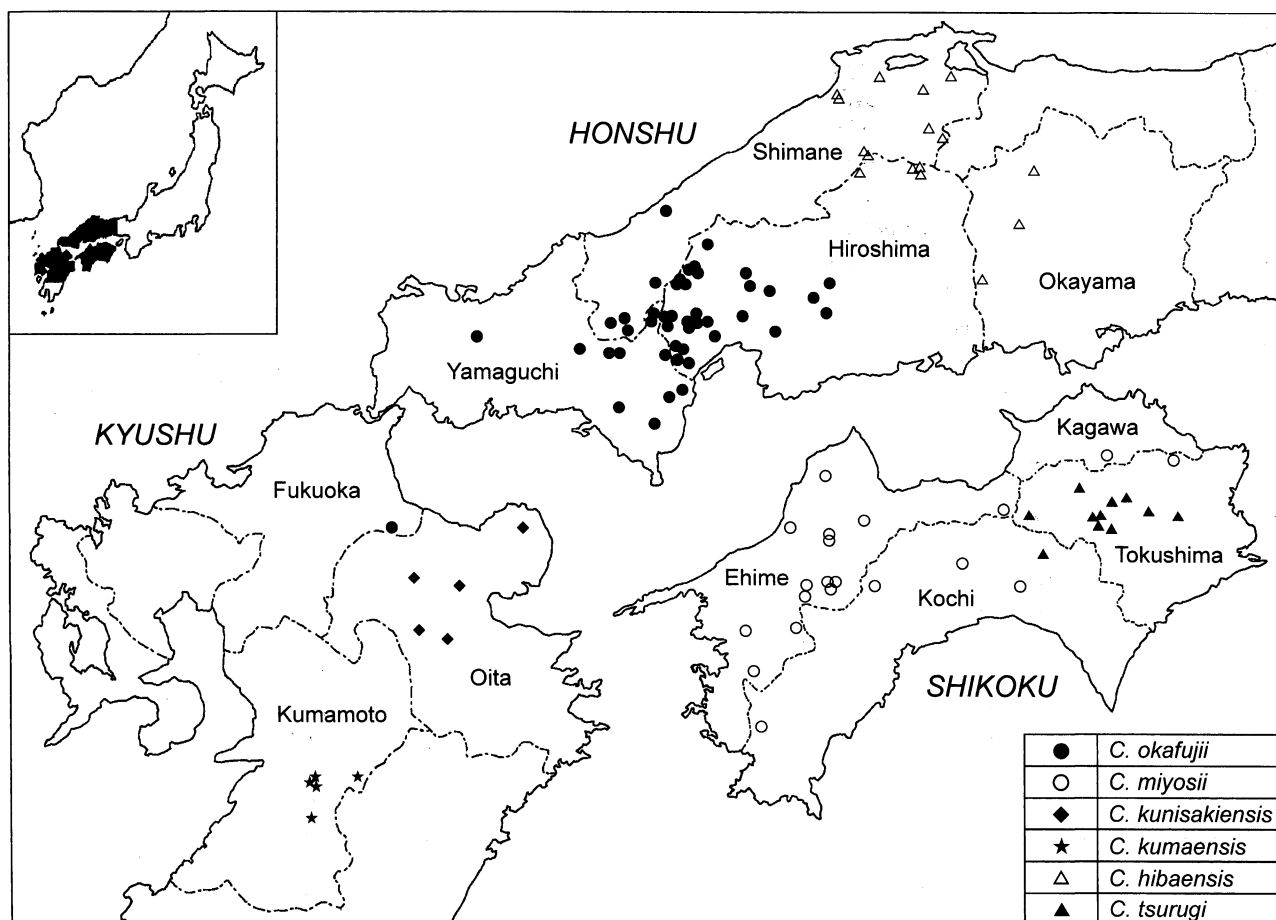 HONSHU
Shimane
Hiroshima
Okayama
Yamaguchi
KYUSHU
Kagawa
Fukuoka
Tokushima
Ehime
Kochi
Oita
SHIKOKU
Kumamoto
C. okafujii
C. miyosii
C. kunisakiensis
C. kumaensis
C. hibaensis
C. tsurugi